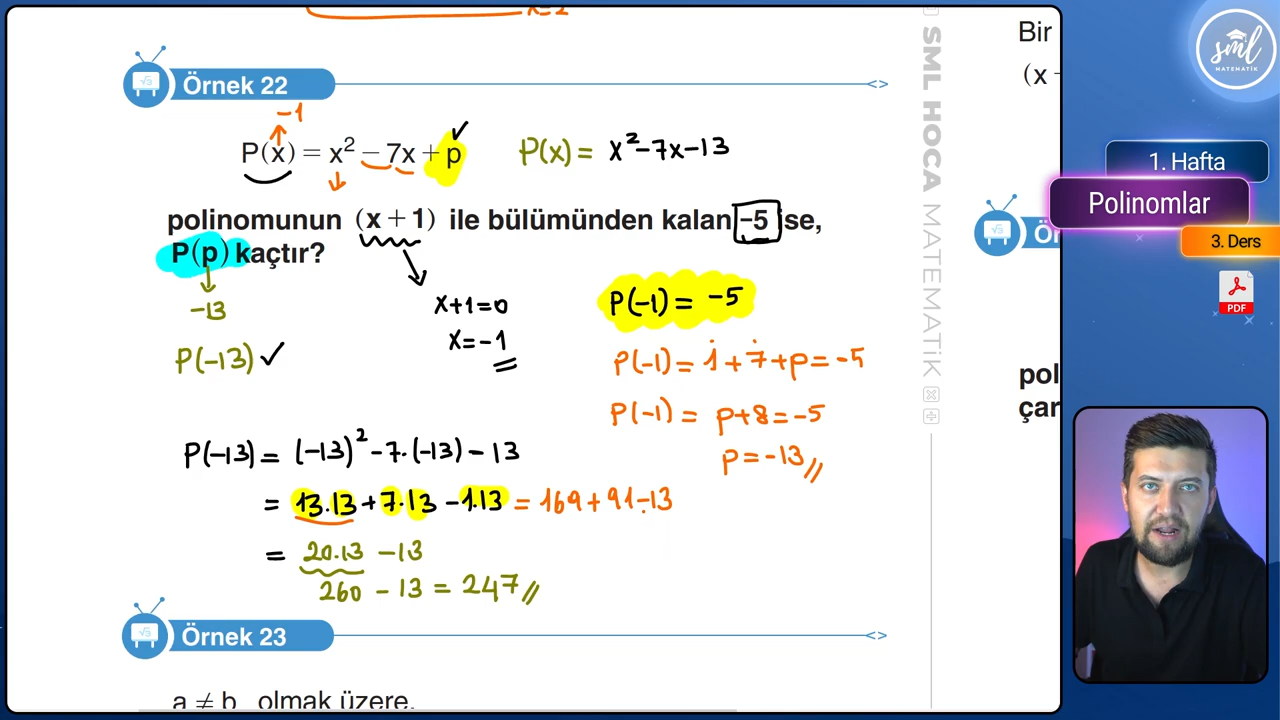 x=2
Örnek 22
-1
P(x) = x² − 7x + p
P(x) = x²-7x-13
polinomunun (x + 1) ile bülümünden kalan -5 ise,
P(p) kaçtır?
-13
P(-13) ✓
x+1=0
x=-1
P(-1) = -5
P(-1) = 1+7+p = -5
P(-1) = p+8=-5
p=-13//
P(-13) = (-13)² -7.(-13) -13
= 13.13 + 7.13 - 1.13 = 169 + 91 - 13
= 20.13 -13
260 - 13 = 247//
Örnek 23
a ≠ b olmak üzere,
SML HOCA MATEMATİK
Bir
(x -
Ör
pol
çar
sml
MATEMATİK
1. Hafta
Polinomlar
3. Ders
PDF